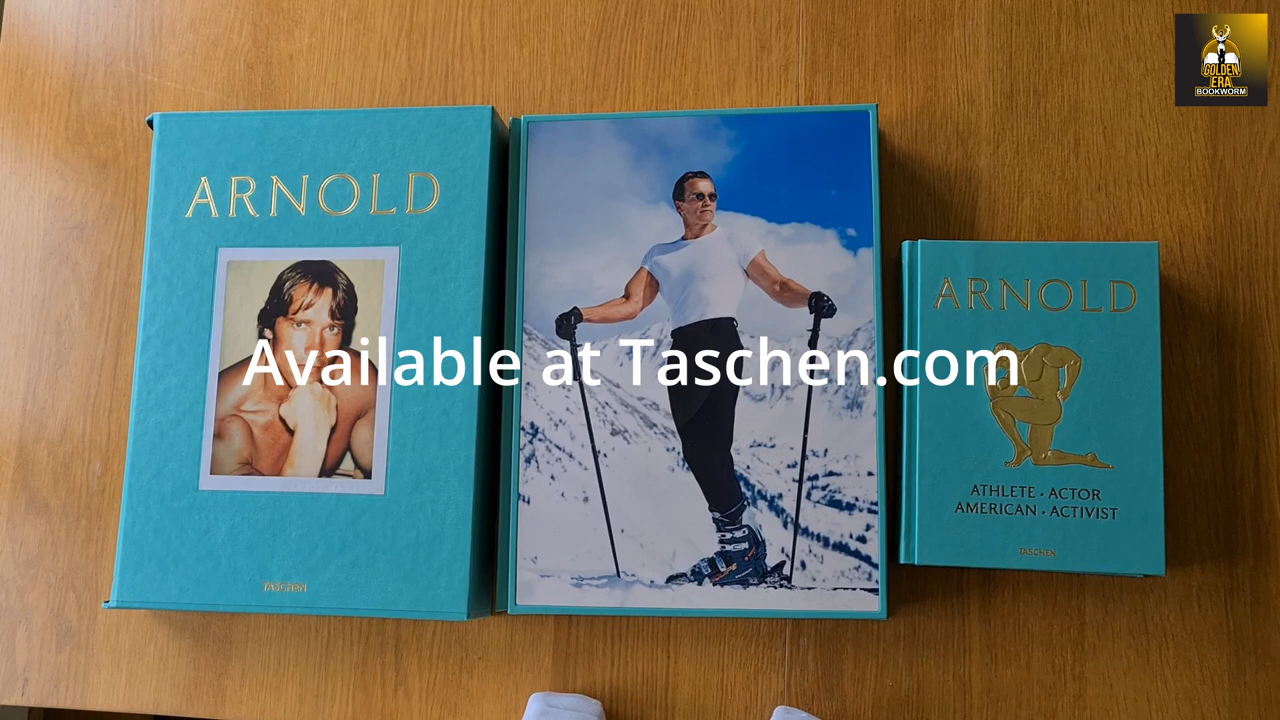 GOLDEN
ERA
BOOKWORM
ARNOLD
TASCHEN
ARNOLD
ATHLETE · ACTOR
AMERICAN · ACTIVIST
TASCHEN
Available at Taschen.com